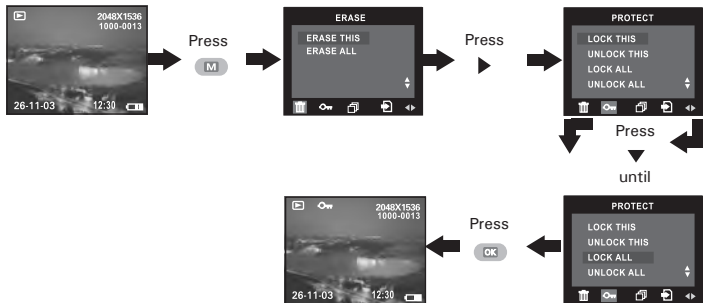 2048X1536
1000-0013
26-11-03 12:30
Press
M
ERASE
ERASE THIS
ERASE ALL
Press
PROTECT
LOCK THIS
UNLOCK THIS
LOCK ALL
UNLOCK ALL
Press
until
PROTECT
LOCK THIS
UNLOCK THIS
LOCK ALL
UNLOCK ALL
Press
OK
2048X1536
1000-0013
26-11-03 12:30